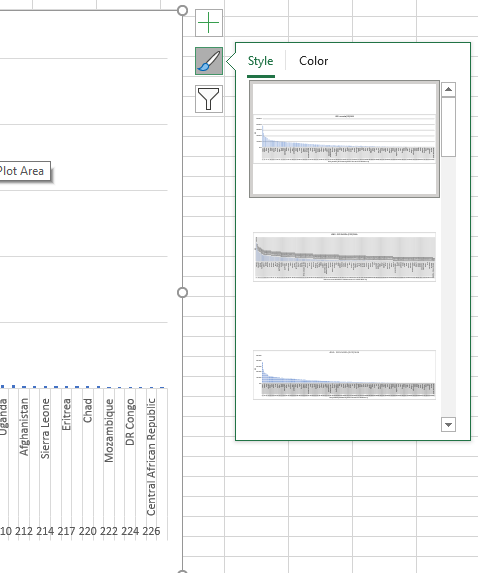 Style
Color
Plot Area
Uganda
Afghanistan
Sierra Leone
Eritrea
Chad
Mozambique
DR Congo
Central African Republic
10 212 214 217 220 222 224 226